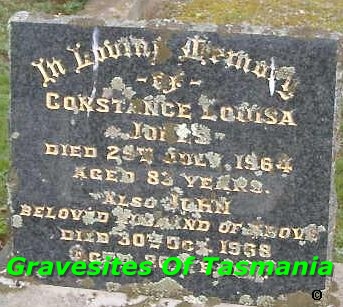 In Loving Memory
OF
CONSTANCE LOUISA
DIED 29TH JULY, 1964
AGED 83 YEARS.
ALSO JOHN
BELOVED HUSBAND OF ABOVE
DIED 30TH OCT. 1958
AGED
Gravesites Of Tasmania
©